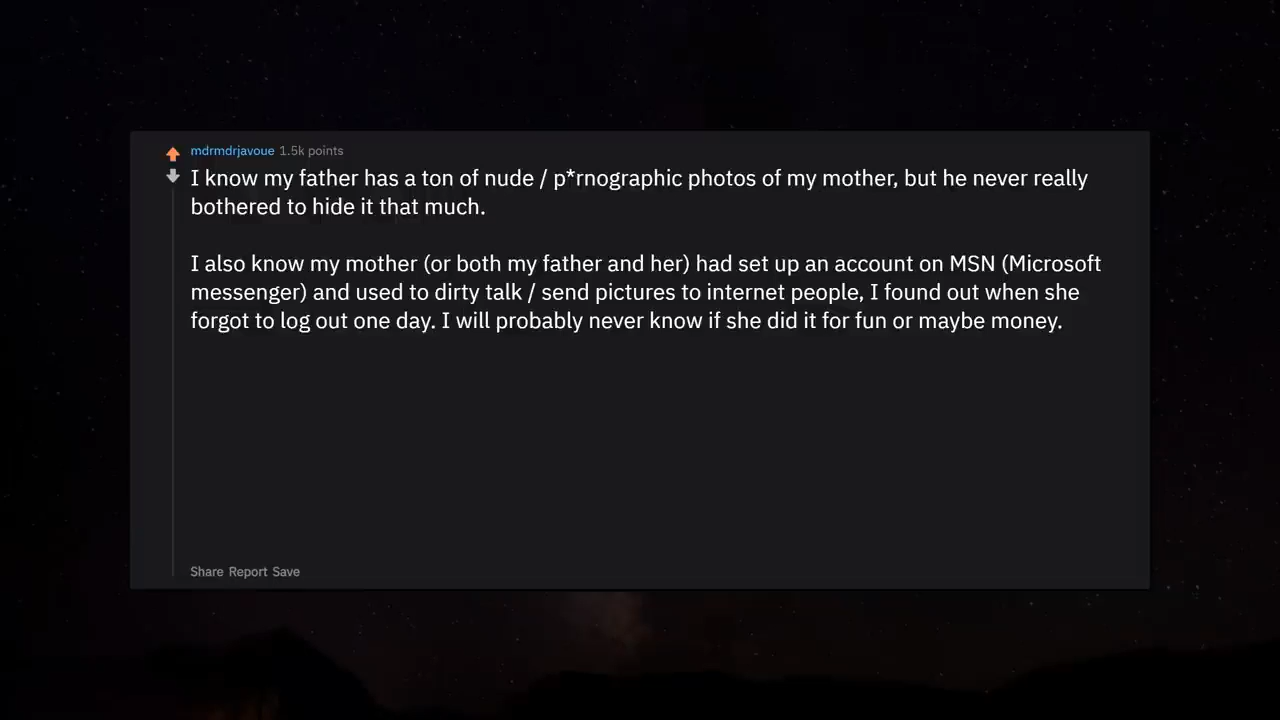 mdrmdrjavoue 1.5k points
I know my father has a ton of nude / p*rnographic photos of my mother, but he never really
bothered to hide it that much.
I also know my mother (or both my father and her) had set up an account on MSN (Microsoft
messenger) and used to dirty talk / send pictures to internet people, I found out when she
forgot to log out one day. I will probably never know if she did it for fun or maybe money.
Share Report Save